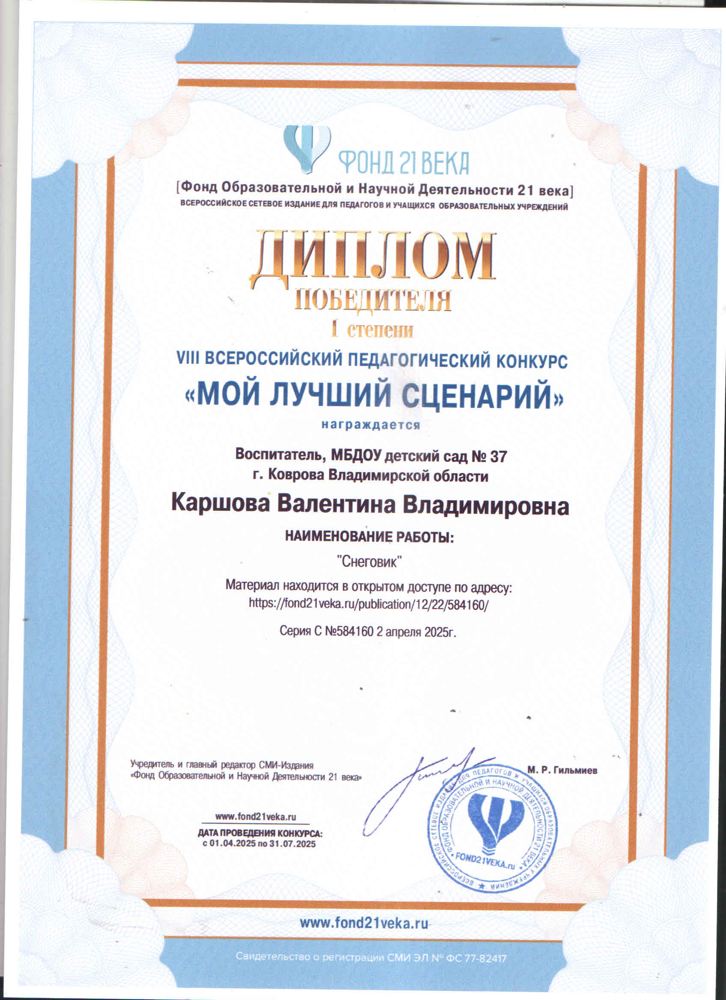 ФОНД 21 ВЕКА
[Фонд Образовательной и Научной Деятельности 21 века]
ВСЕРОССИЙСКОЕ СЕТЕВОЕ ИЗДАНИЕ ДЛЯ ПЕДАГОГОВ И УЧАЩИХСЯ ОБРАЗОВАТЕЛЬНЫХ УЧРЕЖДЕНИЙ
ДИПЛОМ
ПОБЕДИТЕЛЯ
I степени
VIII ВСЕРОССИЙСКИЙ ПЕДАГОГИЧЕСКИЙ КОНКУРС
«МОЙ ЛУЧШИЙ СЦЕНАРИЙ»
награждается
Воспитатель, МБДОУ детский сад № 37
г. Коврова Владимирской области
Каршова Валентина Владимировна
НАИМЕНОВАНИЕ РАБОТЫ:
"Снеговик"
Материал находится в открытом доступе по адресу:
https://fond21veka.ru/publication/12/22/584160/
Серия С №584160 2 апреля 2025г.
Учредитель и главный редактор СМИ-Издания
«Фонд Образовательной и Научной Деятельности 21 века»
М. Р. Гильмиев
www.fond21veka.ru
ДАТА ПРОВЕДЕНИЯ КОНКУРСА:
с 01.04.2025 по 31.07.2025
ВСЕРОССИЙСКОЕ СЕТЕВОЕ ИЗДАНИЕ ДЛЯ ПЕДАГОГОВ И УЧАЩИХСЯ ОБРАЗОВАТЕЛЬНЫХ УЧРЕЖДЕНИЙ
ФОНД ОБРАЗОВАТЕЛЬНОЙ И НАУЧНОЙ ДЕЯТЕЛЬНОСТИ 21 ВЕКА
FOND21VEKA.ru
www.fond21veka.ru
Свидетельство о регистрации СМИ ЭЛ № ФС 77-82417